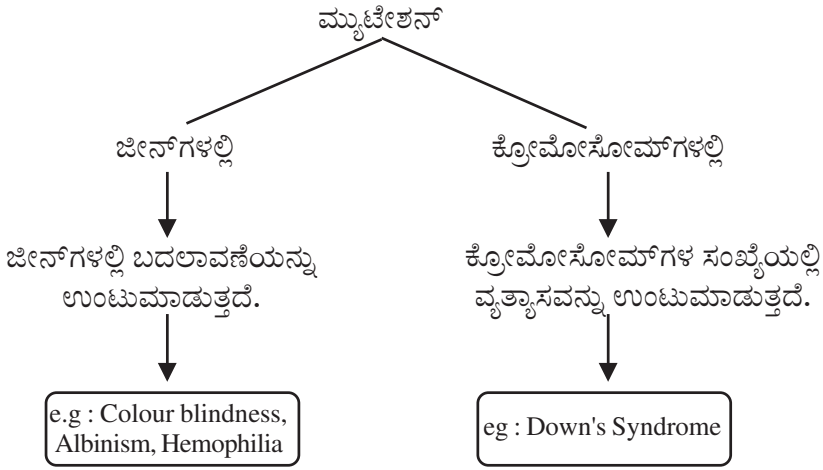 ಮ್ಯುಟೇಶನ್
ಜೀನ್‌ಗಳಲ್ಲಿ
ಕ್ರೋಮೋಸೋಮ್‌ಗಳಲ್ಲಿ
ಜೀನ್‌ಗಳಲ್ಲಿ ಬದಲಾವಣೆಯನ್ನು
ಉಂಟುಮಾಡುತ್ತದೆ.
ಕ್ರೋಮೋಸೋಮ್‌ಗಳ ಸಂಖ್ಯೆಯಲ್ಲಿ
ವ್ಯತ್ಯಾಸವನ್ನು ಉಂಟುಮಾಡುತ್ತದೆ.
e.g : Colour blindness,
Albinism, Hemophilia
eg : Down's Syndrome